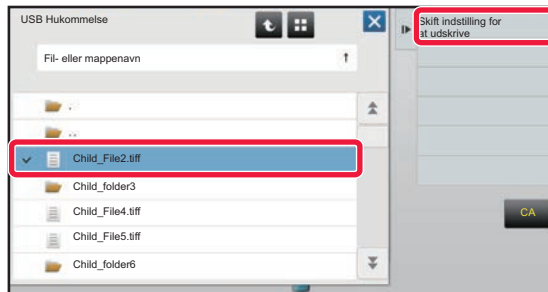 USB Hukommelse
Skift indstilling for
at udskrive
Fil- eller mappenavn
.
..
Child_File2.tiff
Child_folder3
Child_File4.tiff
Child_File5.tiff
Child_folder6
CA